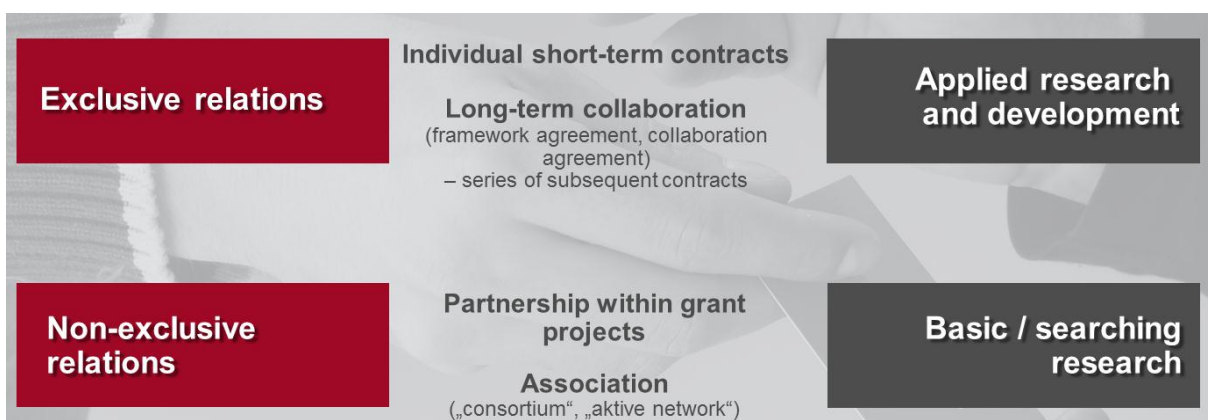 Exclusive relations
Individual short-term contracts
Long-term collaboration
(framework agreement, collaboration
agreement)
– series of subsequent contracts
Applied research
and development
Non-exclusive
relations
Partnership within grant
projects
Association
(„consortium“, „aktive network“)
Basic / searching
research